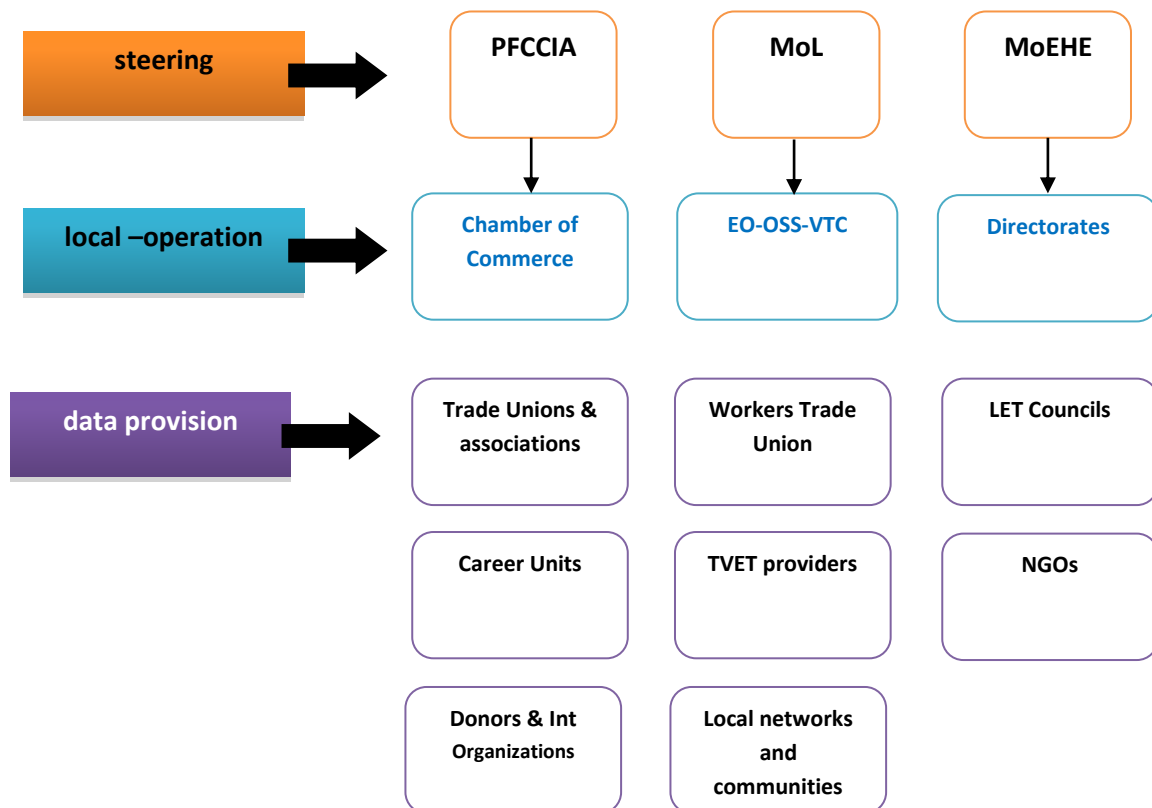 steering
PFCCIA
MoL
MoEHE
local –operation
Chamber of
Commerce
EO-OSS-VTC
Directorates
data provision
Trade Unions &
associations
Workers Trade
Union
LET Councils
Career Units
TVET providers
NGOs
Donors & Int
Organizations
Local networks
and
communities